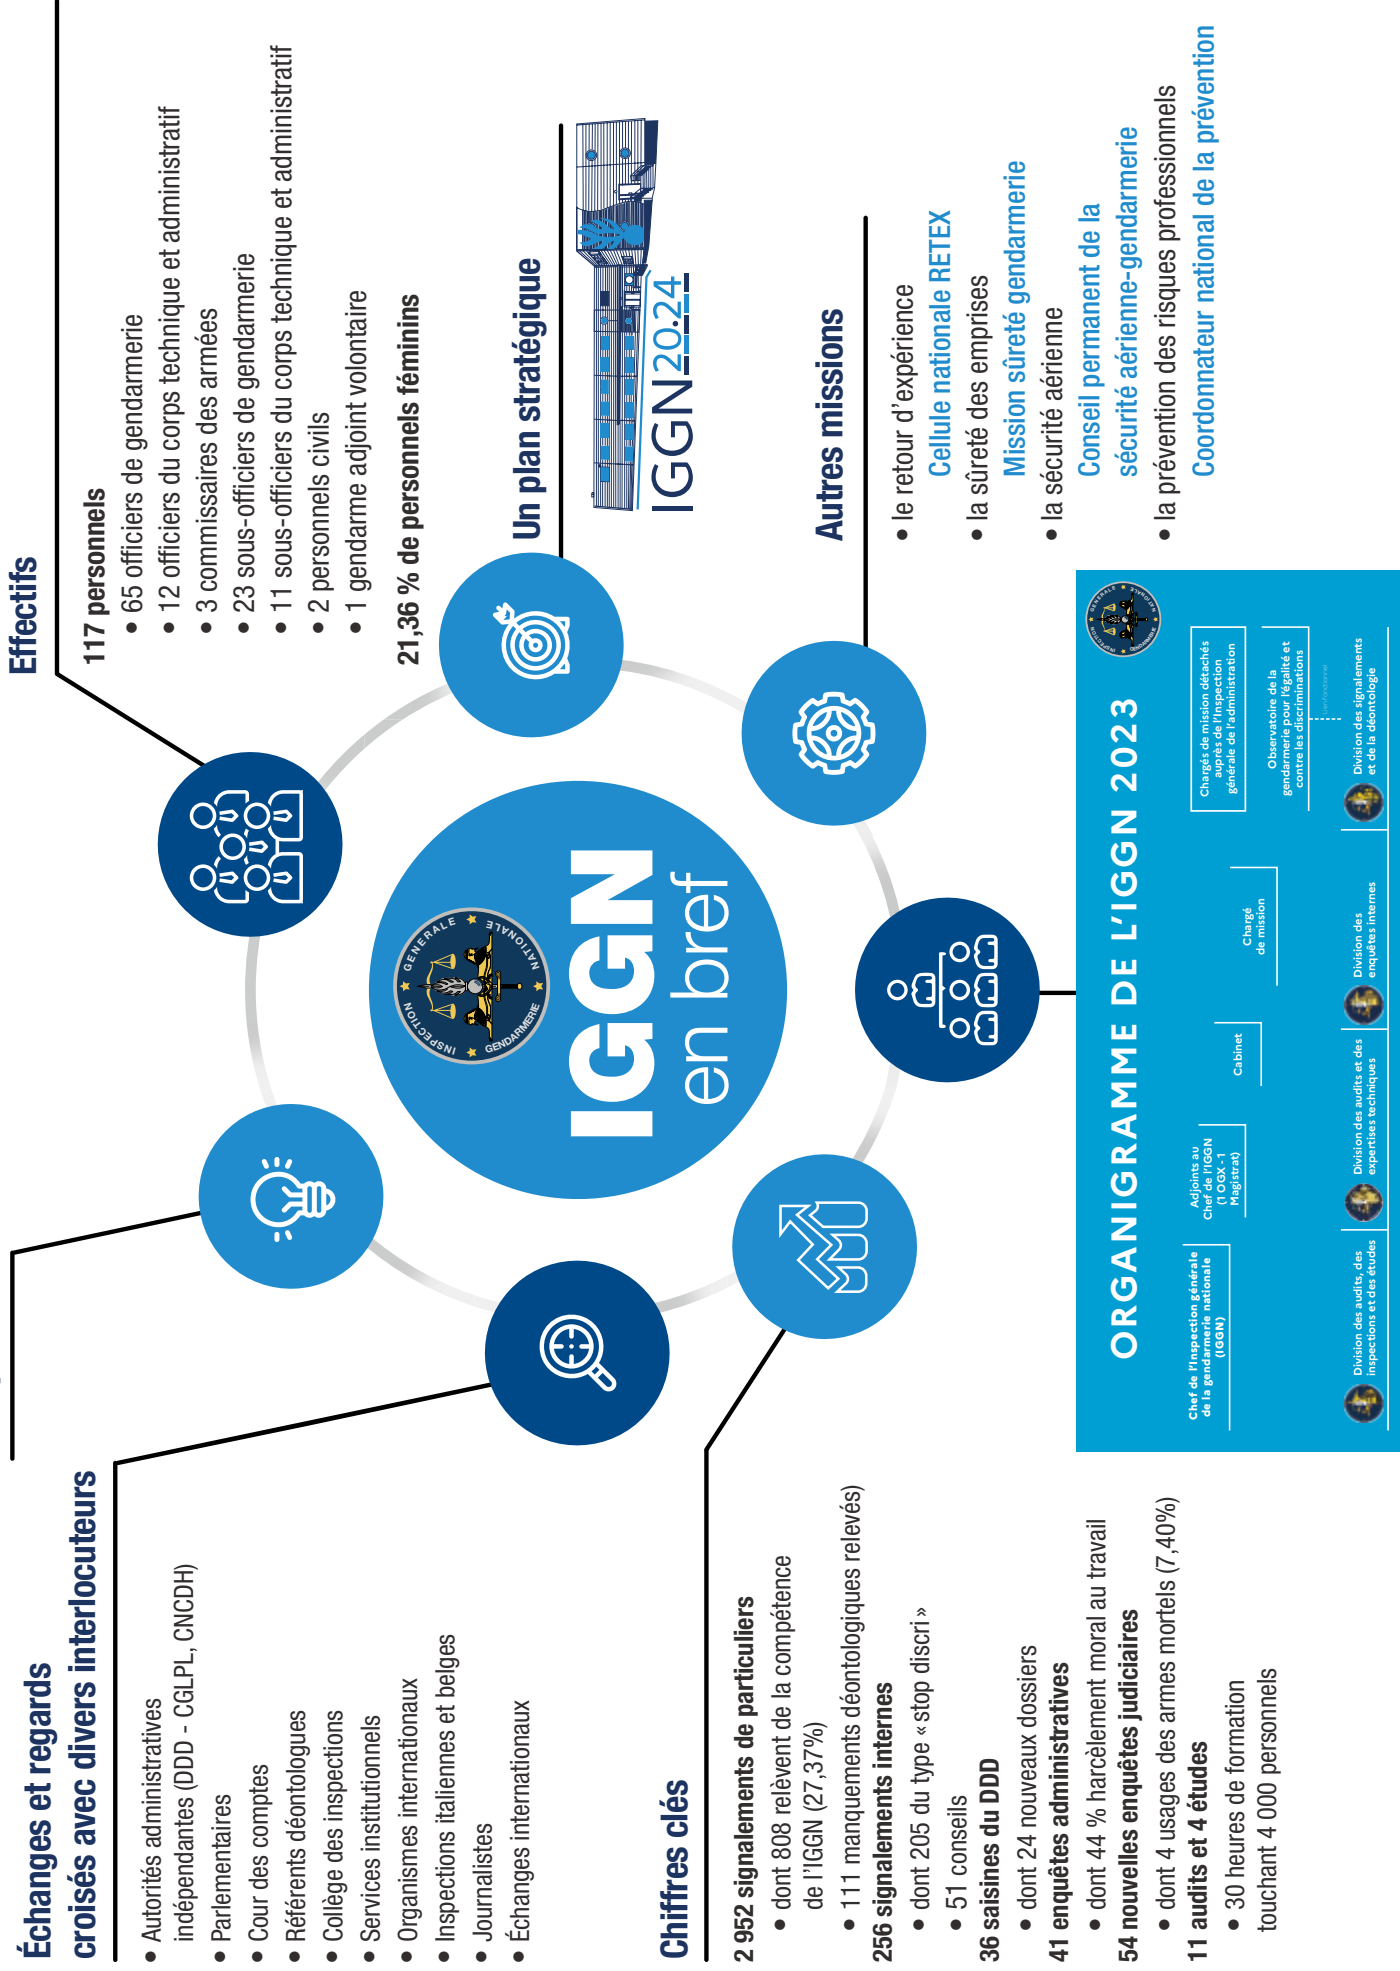 Échanges et regards
croisés avec divers interlocuteurs
• Autorités administratives
indépendantes (DDD - CGLPL, CNCDH)
• Parlementaires
• Cour des comptes
• Référents déontologues
• Collège des inspections
• Services institutionnels
• Organismes internationaux
• Inspections italiennes et belges
• Journalistes
• Échanges internationaux
Chiffres clés
2 952 signalements de particuliers
• dont 808 relèvent de la compétence
de l'IGGN (27,37%)
• 111 manquements déontologiques relevés)
256 signalements internes
• dont 205 du type « stop discri »
• 51 conseils
36 saisines du DDD
• dont 24 nouveaux dossiers
41 enquêtes administratives
• dont 44 % harcèlement moral au travail
54 nouvelles enquêtes judiciaires
• dont 4 usages des armes mortels (7,40%)
11 audits et 4 études
• 30 heures de formation
touchant 4 000 personnels
INSPECTION GENERALE
GENDARMERIE NATIONALE
IGGN
en bref
Effectifs
117 personnels
• 65 officiers de gendarmerie
• 12 officiers du corps technique et administratif
• 3 commissaires des armées
• 23 sous-officiers de gendarmerie
• 11 sous-officiers du corps technique et administratif
• 2 personnels civils
• 1 gendarme adjoint volontaire
21,36 % de personnels féminins
Un plan stratégique
IGGN20·24
Autres missions
• le retour d'expérience
Cellule nationale RETEX
• la sûreté des emprises
Mission sûreté gendarmerie
• la sécurité aérienne
Conseil permanent de la
sécurité aérienne-gendarmerie
• la prévention des risques professionnels
Coordonnateur national de la prévention
ORGANIGRAMME DE L'IGGN 2023
INSPECTION GENERALE
GENDARMERIE NATIONALE
Chef de l'Inspection générale
de la gendarmerie nationale
(IGGN)
Adjoints au
Chef de l'IGGN
(1 OGX - 1
Magistrat)
Cabinet
Chargé
de mission
Chargés de mission détachés
auprès de l'Inspection
générale de l'administration
Observatoire de la
gendarmerie pour l'égalité et
contre les discriminations
Lien fonctionnel
Division des audits, des
inspections et des études
Division des audits et des
expertises techniques
Division des
enquêtes internes
Division des signalements
et de la déontologie